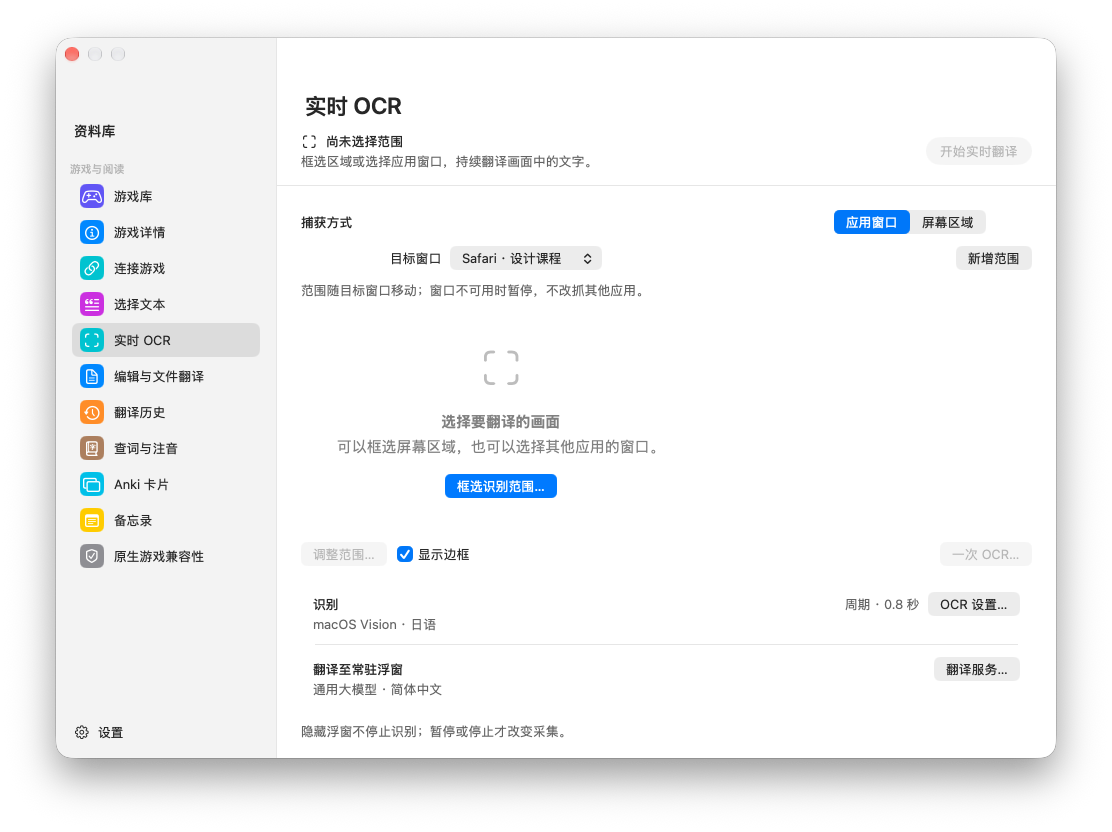 资料库
游戏与阅读
游戏库
游戏详情
连接游戏
选择文本
实时 OCR
编辑与文件翻译
翻译历史
查词与注音
Anki 卡片
备忘录
原生游戏兼容性
设置
实时 OCR
尚未选择范围
框选区域或选择应用窗口，持续翻译画面中的文字。
开始实时翻译
捕获方式
应用窗口 屏幕区域
目标窗口 Safari · 设计课程 新增范围
范围随目标窗口移动；窗口不可用时暂停，不改抓其他应用。
选择要翻译的画面
可以框选屏幕区域，也可以选择其他应用的窗口。
框选识别范围...
调整范围... 显示边框 一次 OCR...
识别
macOS Vision · 日语
周期 · 0.8 秒 OCR 设置...
翻译至常驻浮窗
通用大模型 · 简体中文
翻译服务...
隐藏浮窗不停止识别；暂停或停止才改变采集。